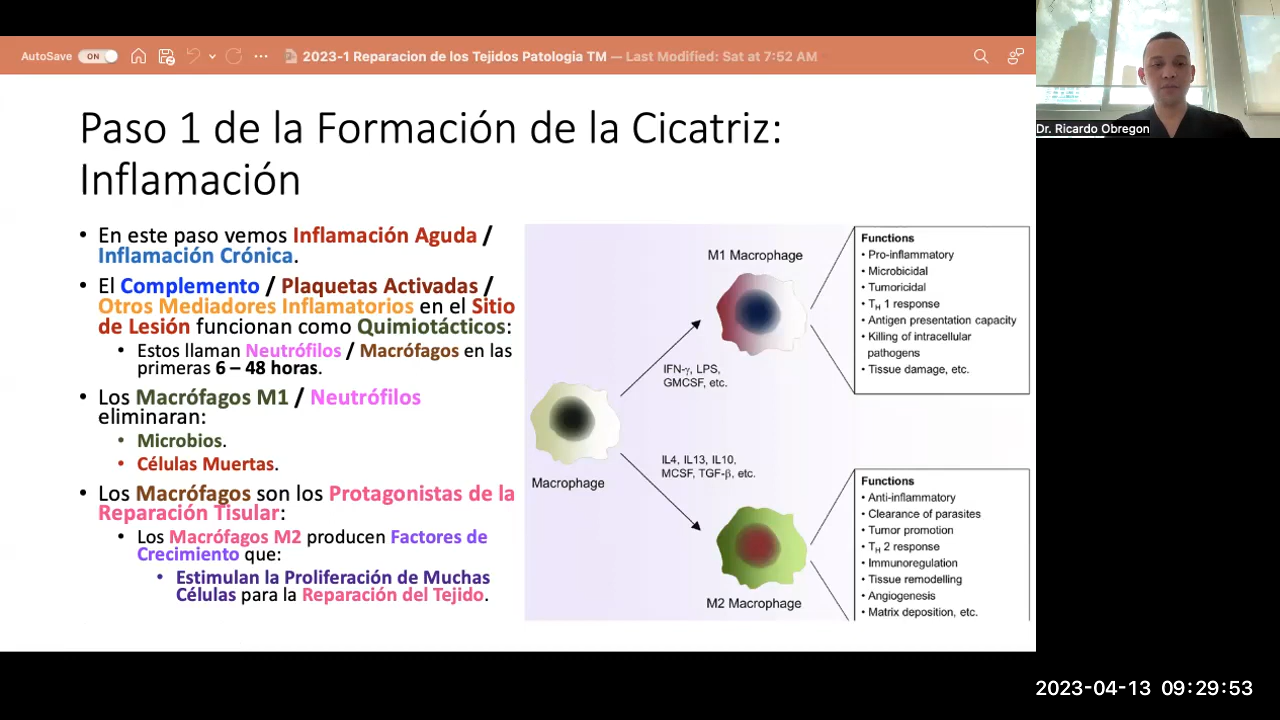 AutoSave ON ... 2023-1 Reparacion de los Tejidos Patologia TM — Last Modified: Sat at 7:52 AM
Dr. Ricardo Obregon
Paso 1 de la Formación de la Cicatriz:
Inflamación
• En este paso vemos Inflamación Aguda /
Inflamación Crónica.
• El Complemento / Plaquetas Activadas /
Otros Mediadores Inflamatorios en el Sitio
de Lesión funcionan como Quimiotácticos:
• Estos llaman Neutrófilos / Macrófagos en las
primeras 6 – 48 horas.
• Los Macrófagos M1 / Neutrófilos
eliminaran:
• Microbios.
• Células Muertas.
• Los Macrófagos son los Protagonistas de la
Reparación Tisular:
• Los Macrófagos M2 producen Factores de
Crecimiento que:
• Estimulan la Proliferación de Muchas
Células para la Reparación del Tejido.
Macrophage
M1 Macrophage
IFN-γ, LPS,
GMCSF, etc.
Functions
• Pro-inflammatory
• Microbicidal
• Tumoricidal
• TH 1 response
• Antigen presentation capacity
• Killing of intracellular
pathogens
• Tissue damage, etc.
IL4, IL13, IL10,
MCSF, TGF-β, etc.
M2 Macrophage
Functions
• Anti-inflammatory
• Clearance of parasites
• Tumor promotion
• TH 2 response
• Immunoregulation
• Tissue remodelling
• Angiogenesis
• Matrix deposition, etc.
2023-04-13 09:29:53